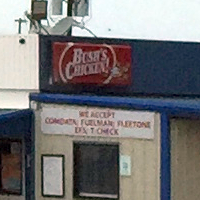 BUSH'S
CHICKEN!
WE ACCEPT
COMDATA; FUELMAN; FLEETONE
EFS; T CHECK